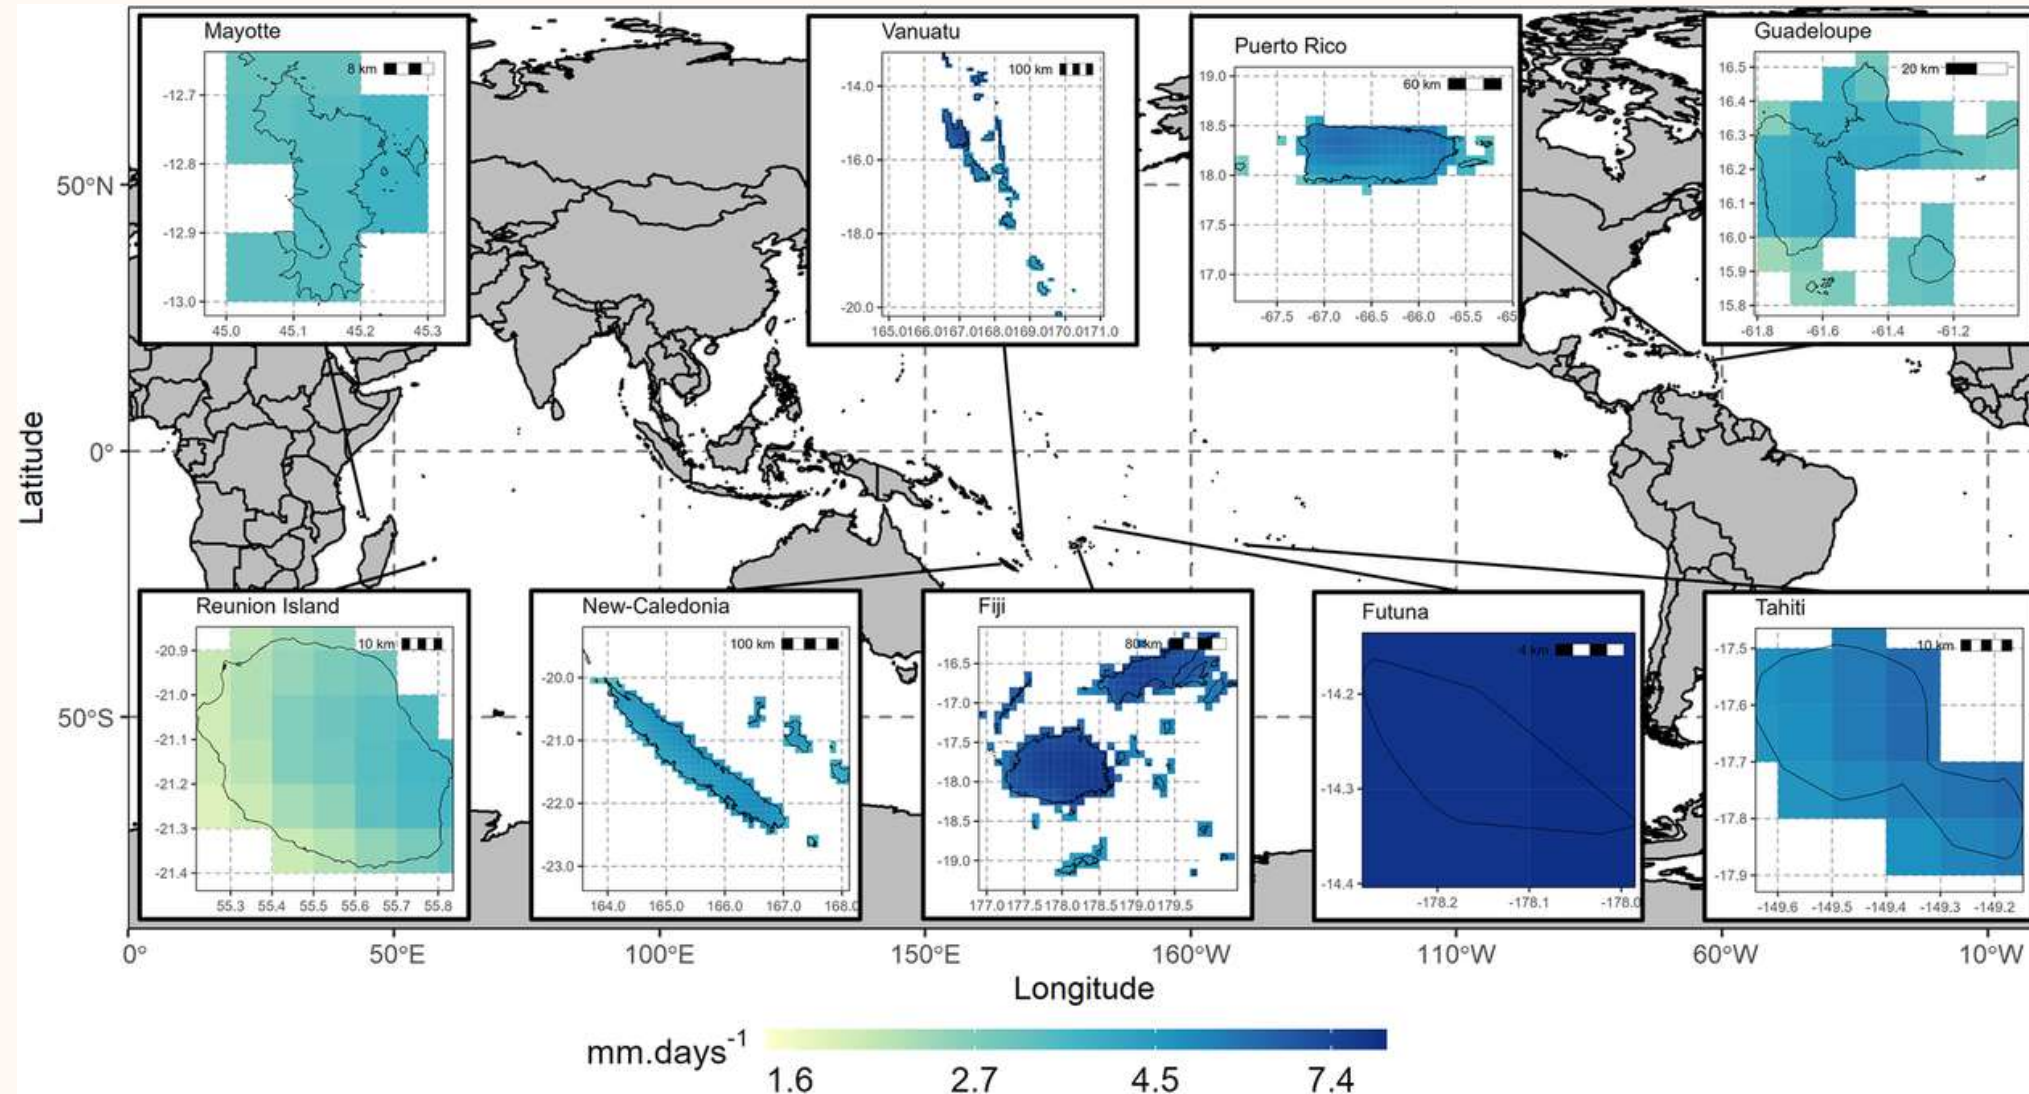 Mayotte
8 km
-12.7
-12.8
-12.9
-13.0
45.0 45.1 45.2 45.3
Vanuatu
100 km
-14.0
-16.0
-18.0
-20.0
165.0166.0167.0168.0169.0170.0171.0
Puerto Rico
60 km
19.0
18.5
18.0
17.5
17.0
-67.5 -67.0 -66.5 -66.0 -65.5 -65
Guadeloupe
20 km
16.5
16.4
16.3
16.2
16.1
16.0
15.9
15.8
-61.8 -61.6 -61.4 -61.2
50°N
0°
50°S
Latitude
Reunion Island
10 km
-20.9
-21.0
-21.1
-21.2
-21.3
-21.4
55.3 55.4 55.5 55.6 55.7 55.8
New-Caledonia
100 km
-20.0
-21.0
-22.0
-23.0
164.0 165.0 166.0 167.0 168.0
Fiji
80 km
-16.5
-17.0
-17.5
-18.0
-18.5
-19.0
177.0177.5178.0178.5179.0179.5
Futuna
4 km
-14.2
-14.3
-14.4
-178.2 -178.1 -178.0
Tahiti
10 km
-17.5
-17.6
-17.7
-17.8
-17.9
-149.6 -149.5 -149.4 -149.3 -149.2
0° 50°E 100°E 150°E 160°W 110°W 60°W 10°W
Longitude
mm.days⁻¹
1.6 2.7 4.5 7.4